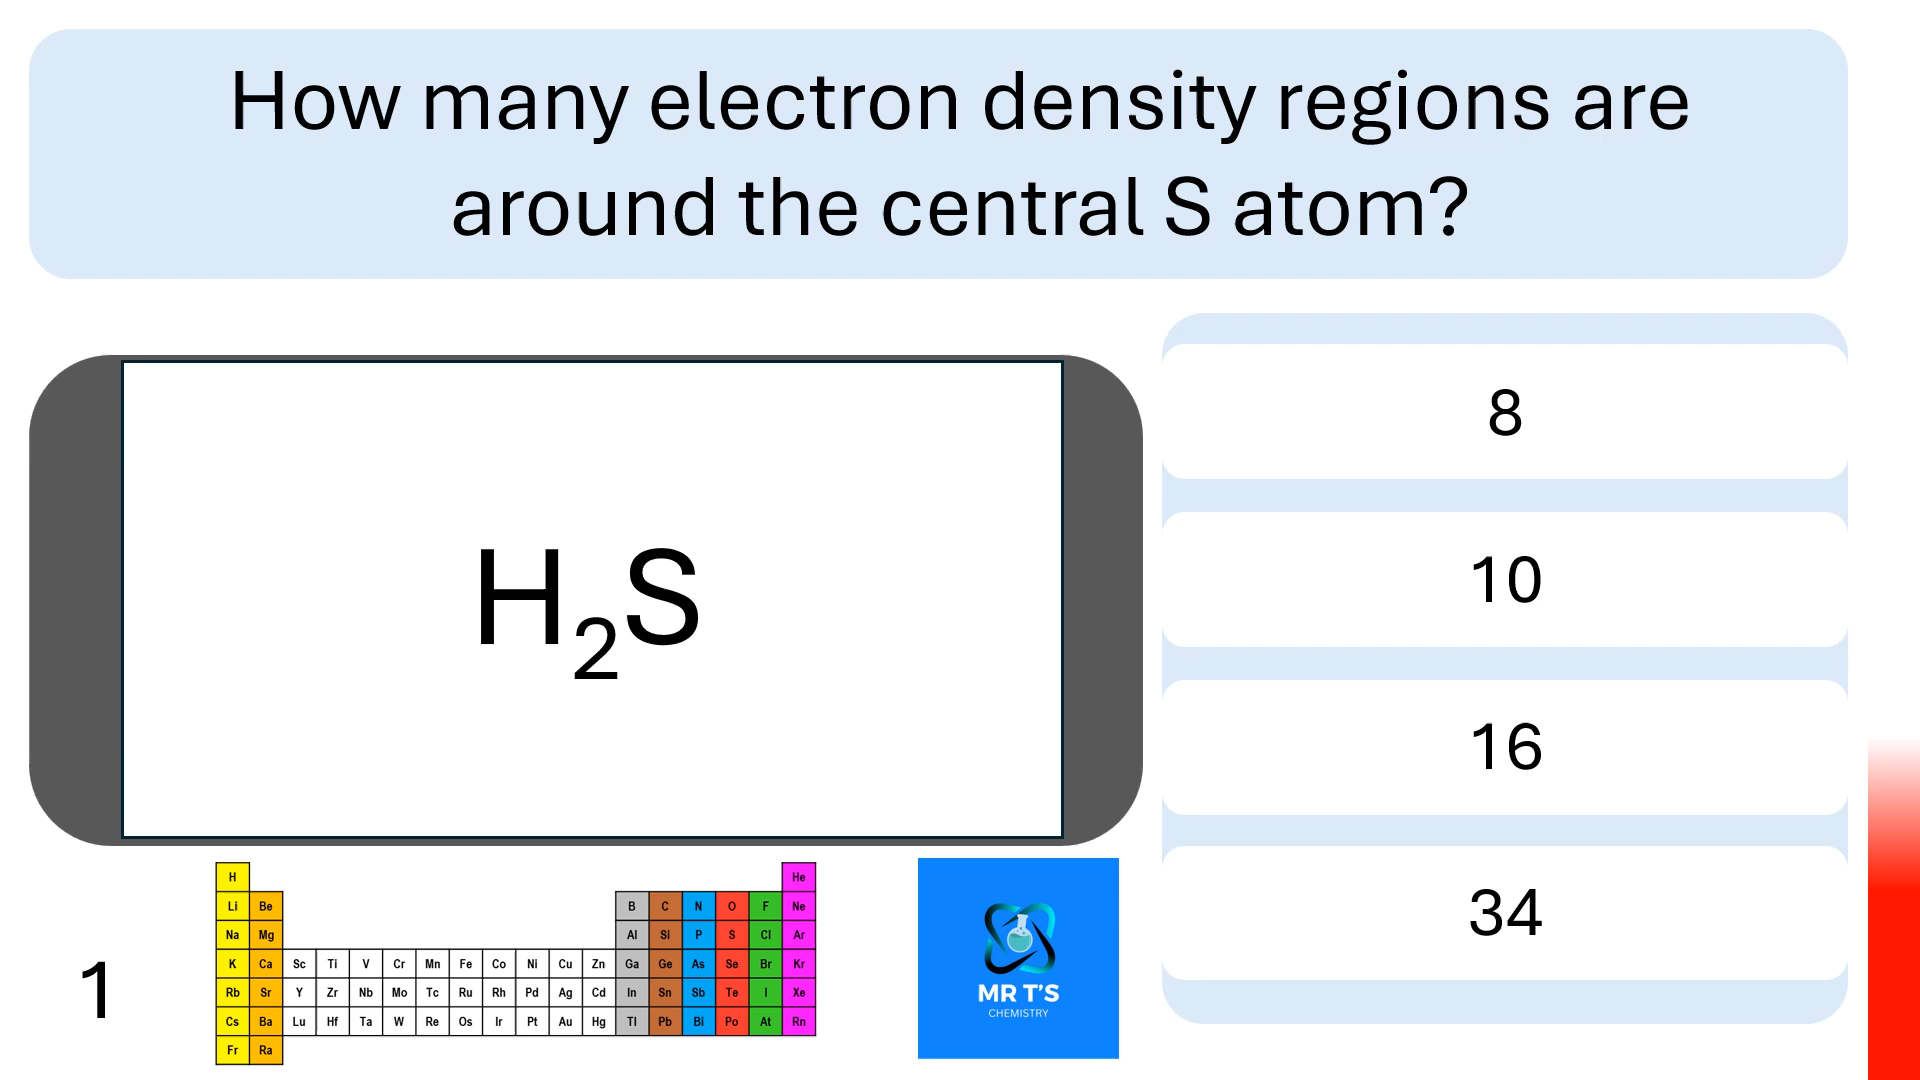 How many electron density regions are
around the central S atom?
H₂S
8
10
16
34
1
H He
Li Be B C N O F Ne
Na Mg Al Si P S Cl Ar
K Ca Sc Ti V Cr Mn Fe Co Ni Cu Zn Ga Ge As Se Br Kr
Rb Sr Y Zr Nb Mo Tc Ru Rh Pd Ag Cd In Sn Sb Te I Xe
Cs Ba Lu Hf Ta W Re Os Ir Pt Au Hg Tl Pb Bi Po At Rn
Fr Ra
MR T'S
CHEMISTRY